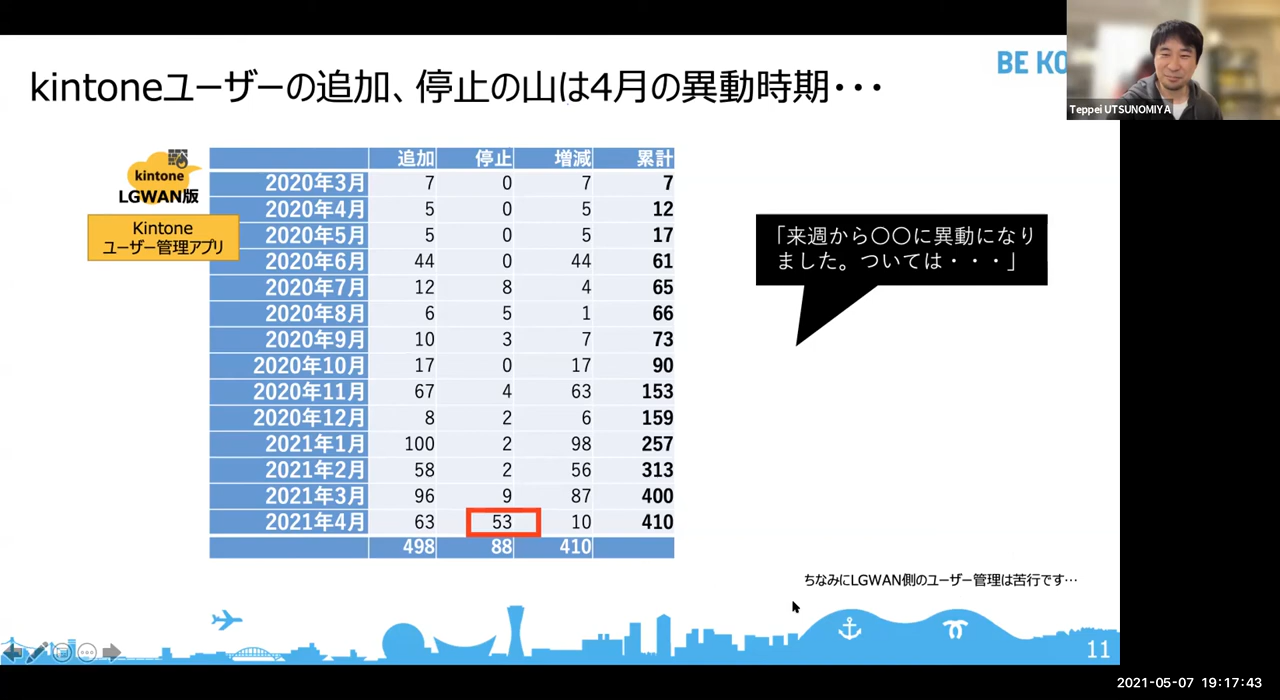 BE KO
kintoneユーザーの追加、停止の山は4月の異動時期・・・
Teppei UTSUNOMIYA
kintone
LGWAN版
Kintone
ユーザー管理アプリ
追加 停止 増減 累計
2020年3月 7 0 7 7
2020年4月 5 0 5 12
2020年5月 5 0 5 17
2020年6月 44 0 44 61
2020年7月 12 8 4 65
2020年8月 6 5 1 66
2020年9月 10 3 7 73
2020年10月 17 0 17 90
2020年11月 67 4 63 153
2020年12月 8 2 6 159
2021年1月 100 2 98 257
2021年2月 58 2 56 313
2021年3月 96 9 87 400
2021年4月 63 53 10 410
498 88 410
「来週から〇〇に異動になり
ました。ついては・・・」
ちなみにLGWAN側のユーザー管理は苦行です…
11
2021-05-07 19:17:43